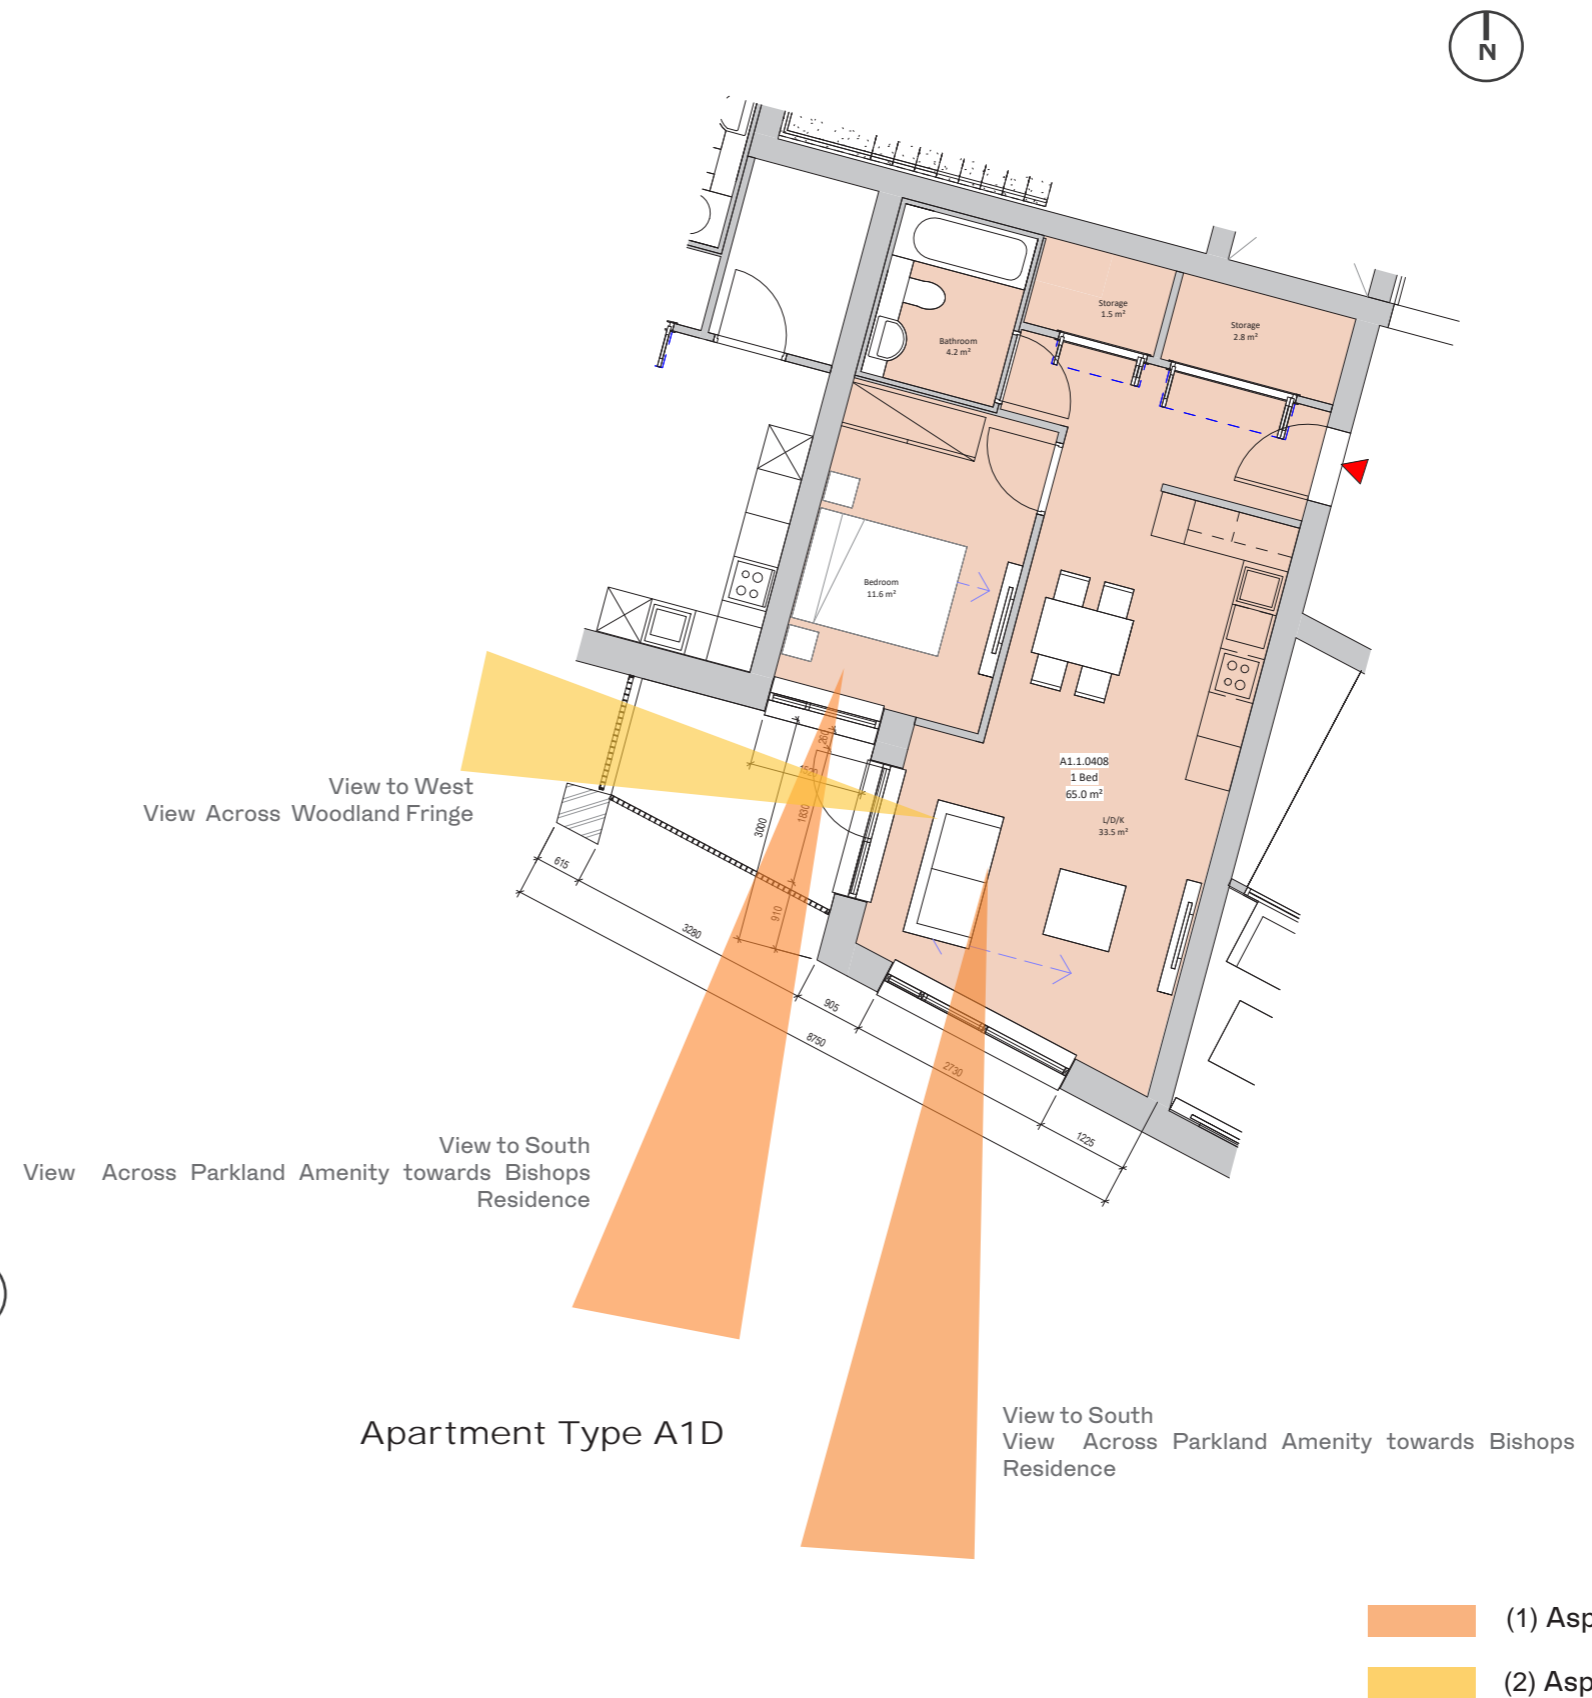 N
Storage
1.5 m²
Storage
2.8 m²
Bathroom
4.2 m²
Bedroom
11.6 m²
A1.1.0408
1 Bed
65.0 m²
L/D/K
33.5 m²
View to West
View Across Woodland Fringe
260
1830
3000
910
615
3280
905
8750
2730
1225
View to South
View Across Parkland Amenity towards Bishops
Residence
Apartment Type A1D
View to South
View Across Parkland Amenity towards Bishops
Residence
(1) Asp
(2) Asp